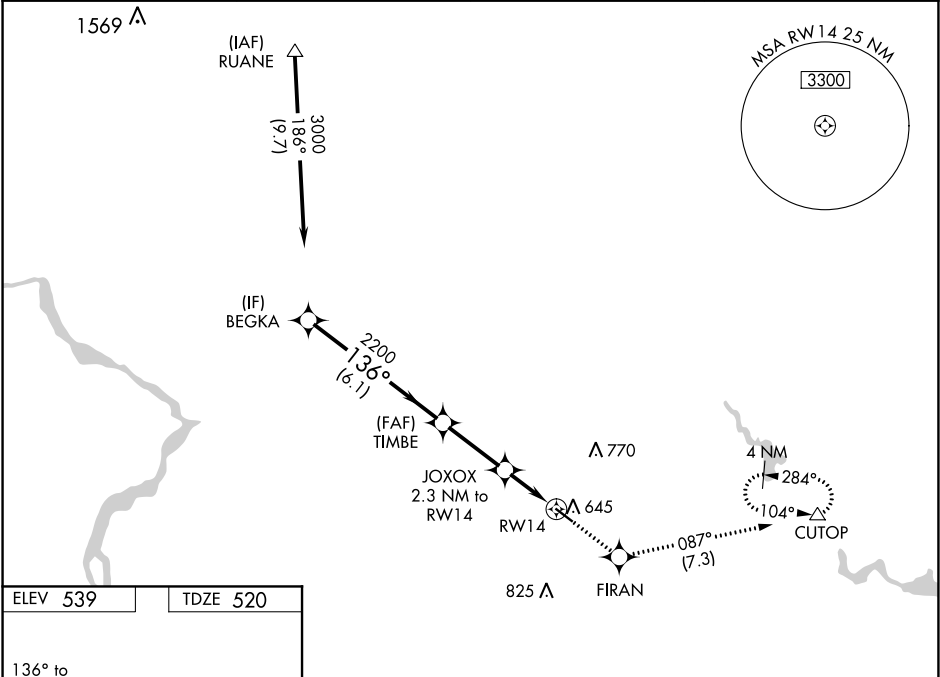 1569
(IAF)
RUANE
3000
186°
(9.7)
MSA RW14 25 NM
3300
(IF)
BEGKA
2200
136°
(6.1)
(FAF)
TIMBE
JOXOX
2.3 NM to
RW14
RW14
770
645
4 NM
284°
104°
CUTOP
087°
(7.3)
FIRAN
825
ELEV 539
TDZE 520
136° to